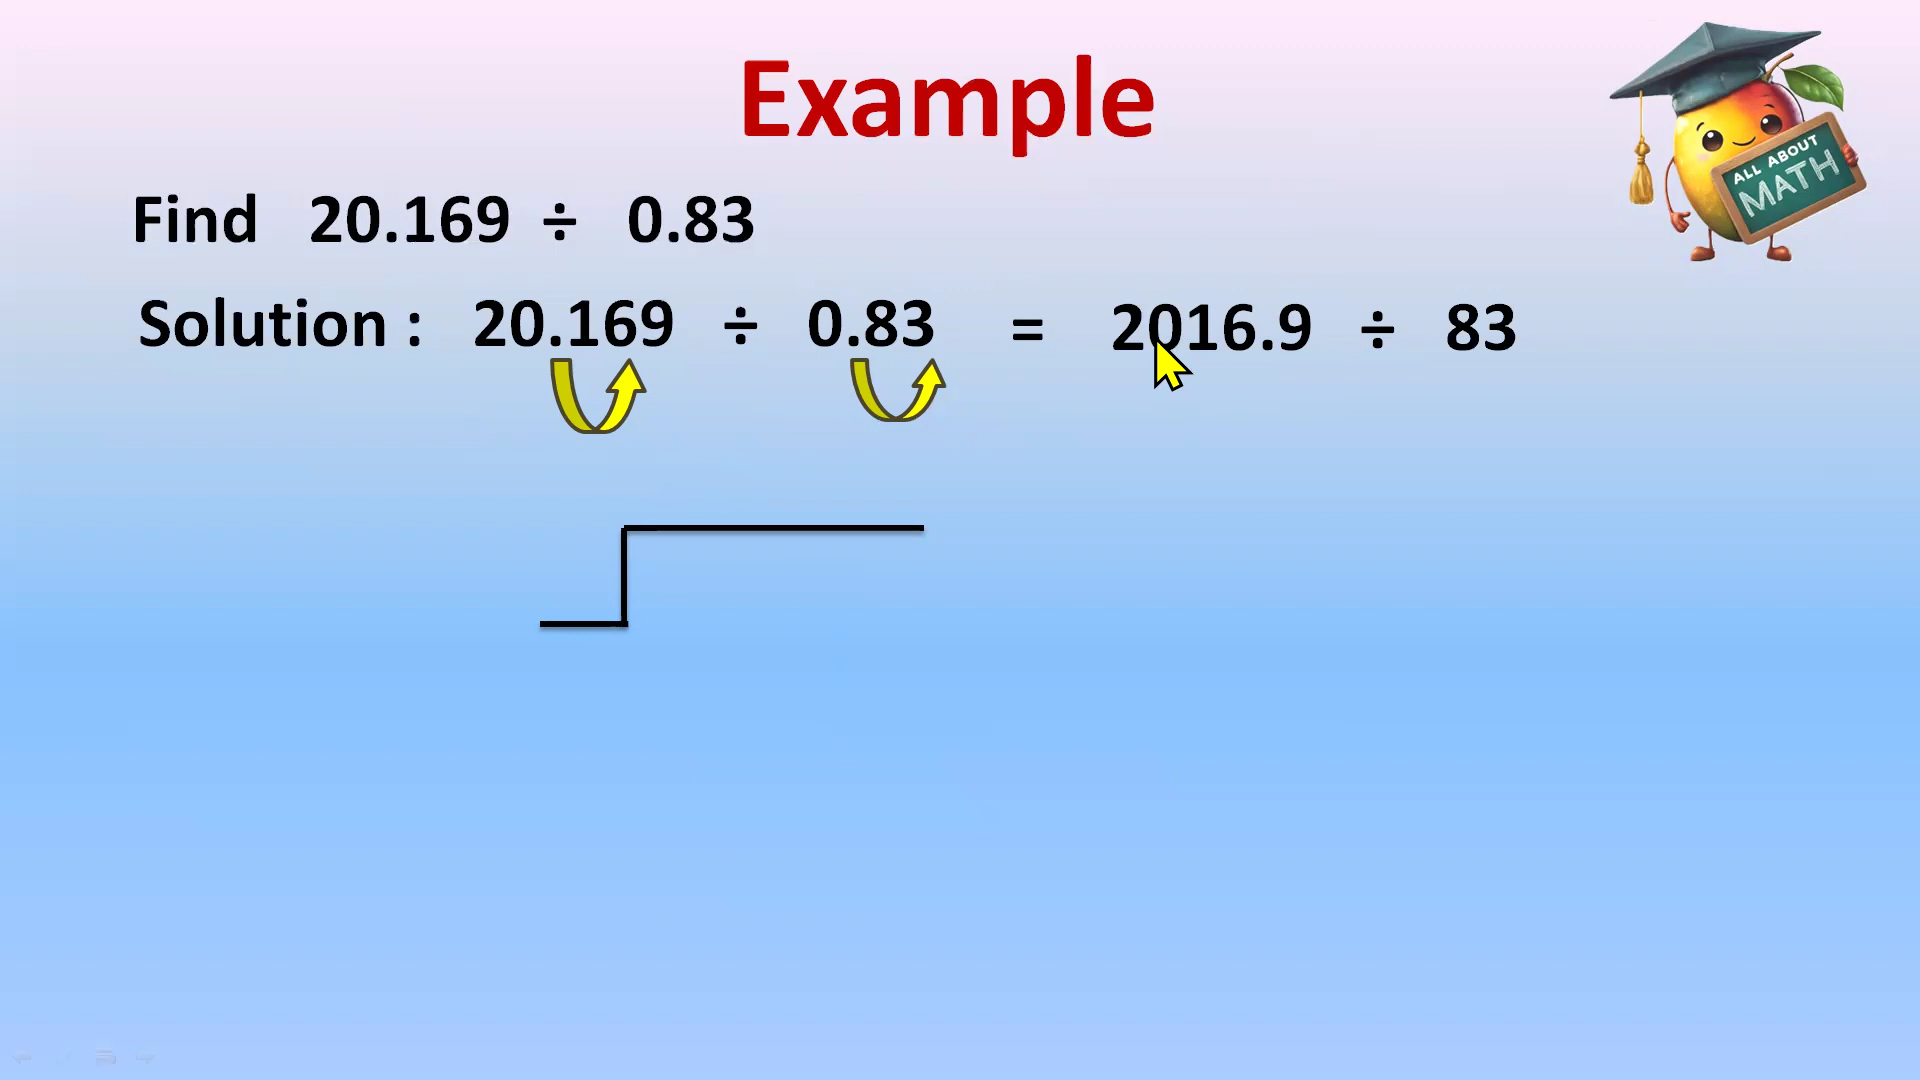 Example
ALL ABOUT
MATH
Find 20.169 ÷ 0.83
Solution : 20.169 ÷ 0.83 = 2016.9 ÷ 83